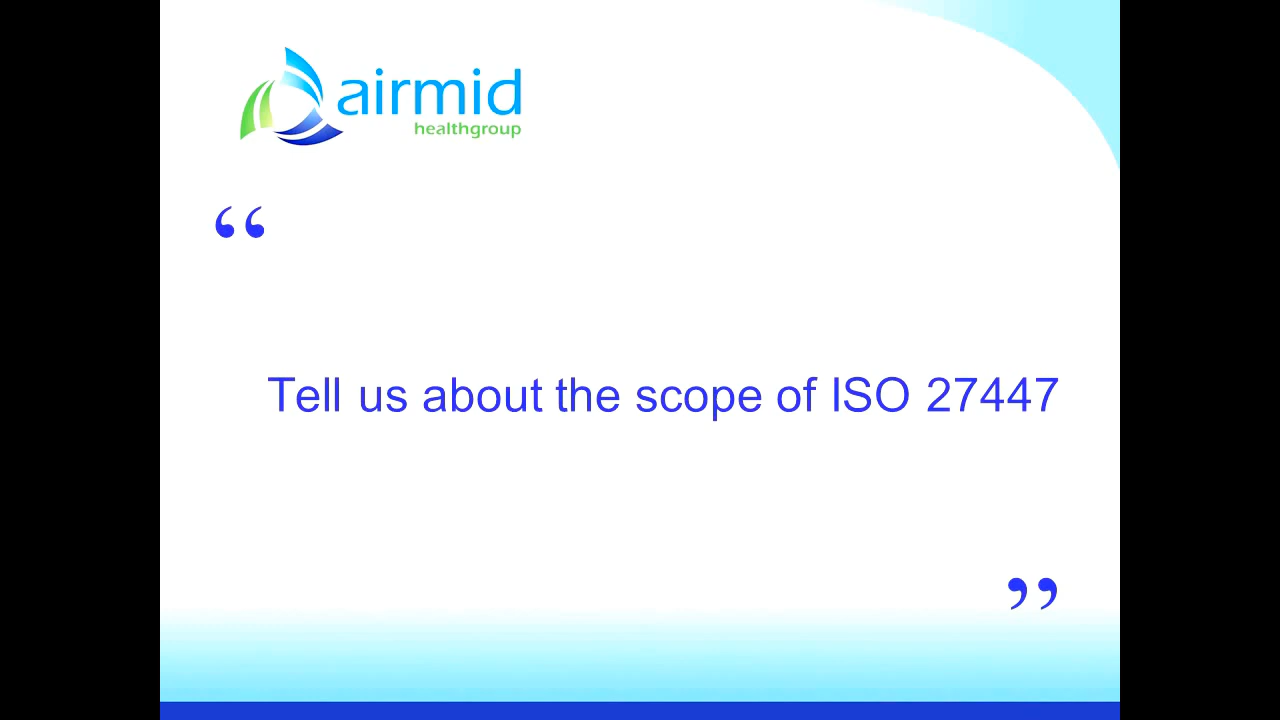 airmid
healthgroup
“
Tell us about the scope of ISO 27447
”